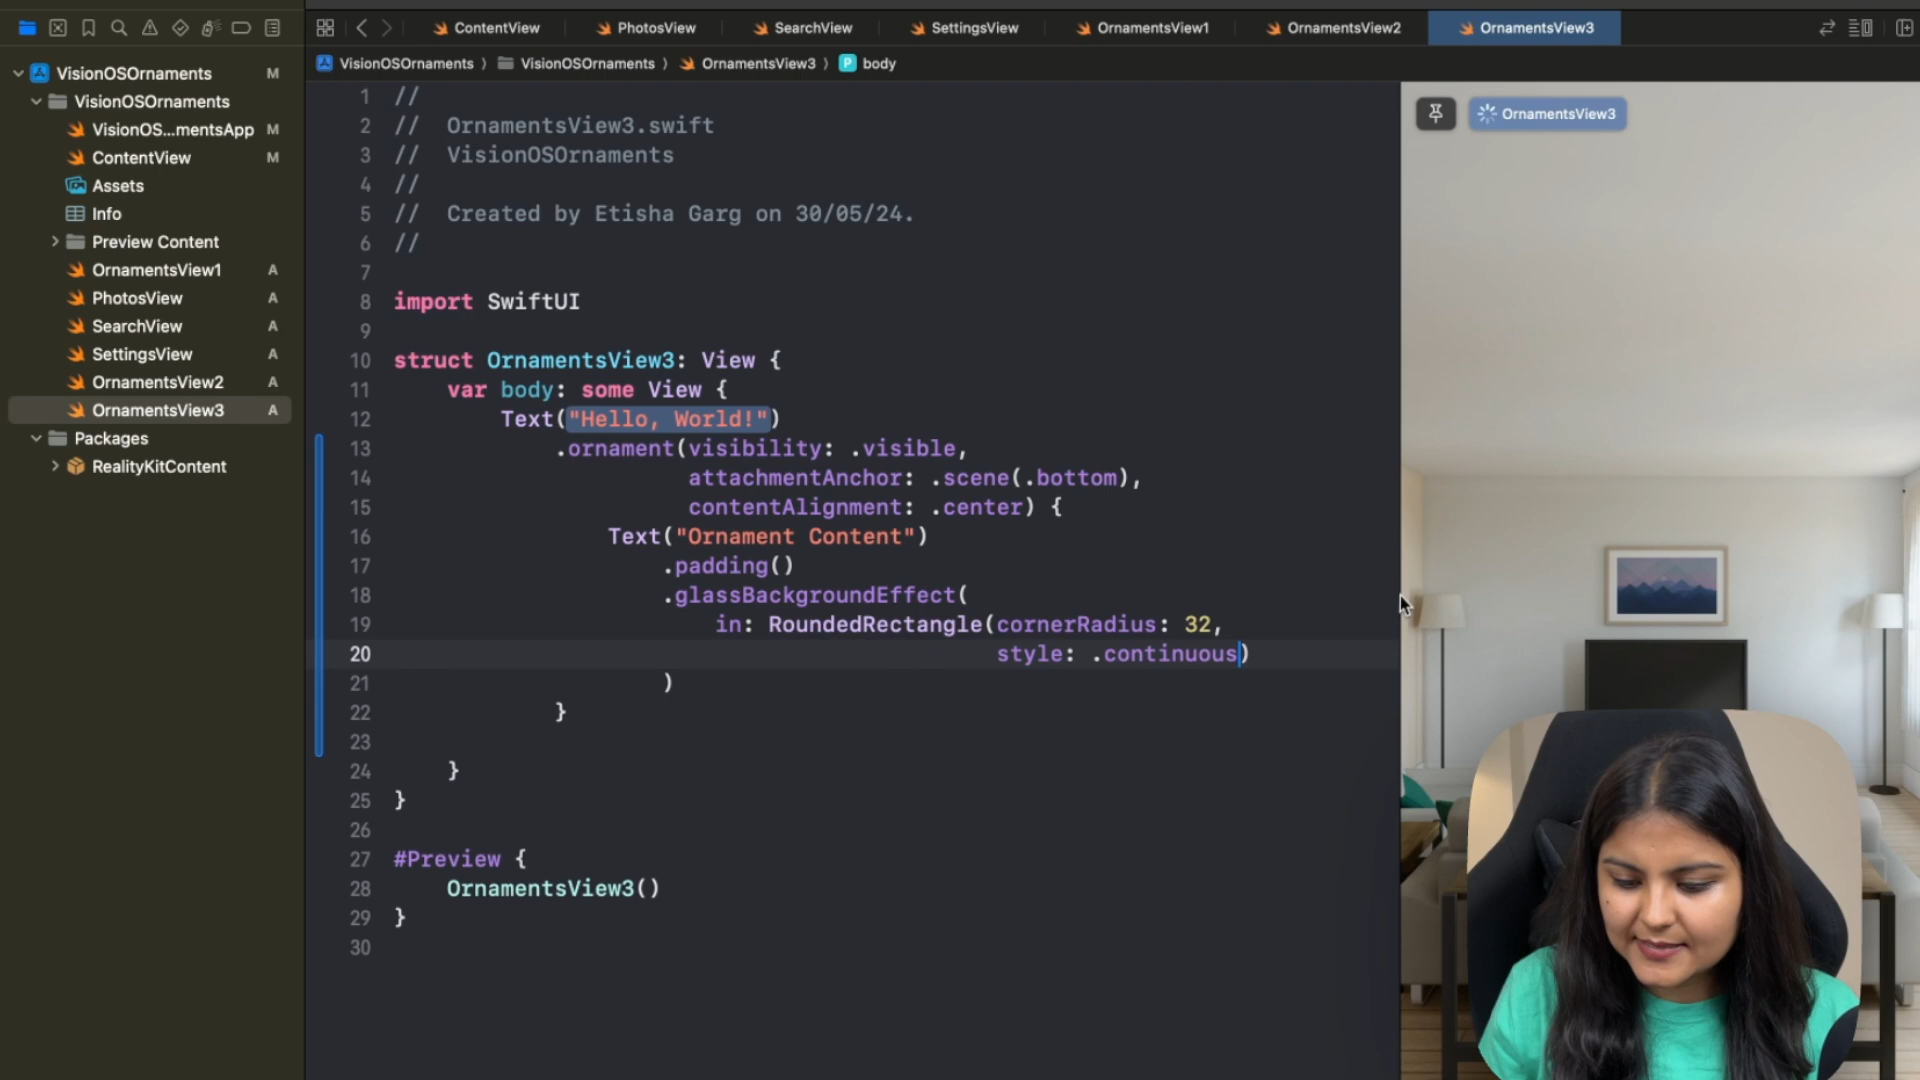 ContentView
PhotosView
SearchView
SettingsView
OrnamentsView1
OrnamentsView2
OrnamentsView3
VisionOSOrnaments M
VisionOSOrnaments
VisionOS...mentsApp M
ContentView M
Assets
Info
Preview Content
OrnamentsView1 A
PhotosView A
SearchView A
SettingsView A
OrnamentsView2 A
OrnamentsView3 A
Packages
RealityKitContent
VisionOSOrnaments ⟩ VisionOSOrnaments ⟩ OrnamentsView3 ⟩ P body
1 //
2 //  OrnamentsView3.swift
3 //  VisionOSOrnaments
4 //
5 //  Created by Etisha Garg on 30/05/24.
6 //
7
8 import SwiftUI
9
10 struct OrnamentsView3: View {
11     var body: some View {
12         Text("Hello, World!")
13             .ornament(visibility: .visible,
14                       attachmentAnchor: .scene(.bottom),
15                       contentAlignment: .center) {
16                 Text("Ornament Content")
17                     .padding()
18                     .glassBackgroundEffect(
19                         in: RoundedRectangle(cornerRadius: 32,
20                                              style: .continuous)
21                     )
22             }
23
24     }
25 }
26
27 #Preview {
28     OrnamentsView3()
29 }
30
OrnamentsView3